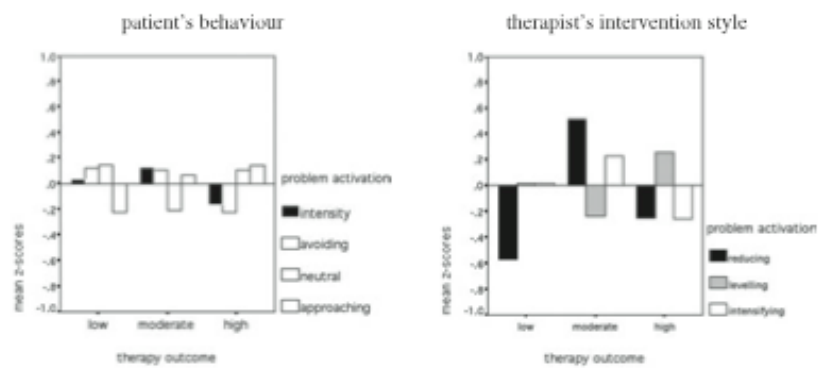 patient's behaviour
1.0
.8
.6
.4
.2
.0
-.2
-.4
-.6
-.8
-1.0
mean z-scores
low moderate high
therapy outcome
problem activation
intensity
avoiding
neutral
approaching
therapist's intervention style
1.0
.8
.6
.4
.2
.0
-.2
-.4
-.6
-.8
-1.0
mean z-scores
low moderate high
therapy outcome
problem activation
reducing
levelling
intensifying